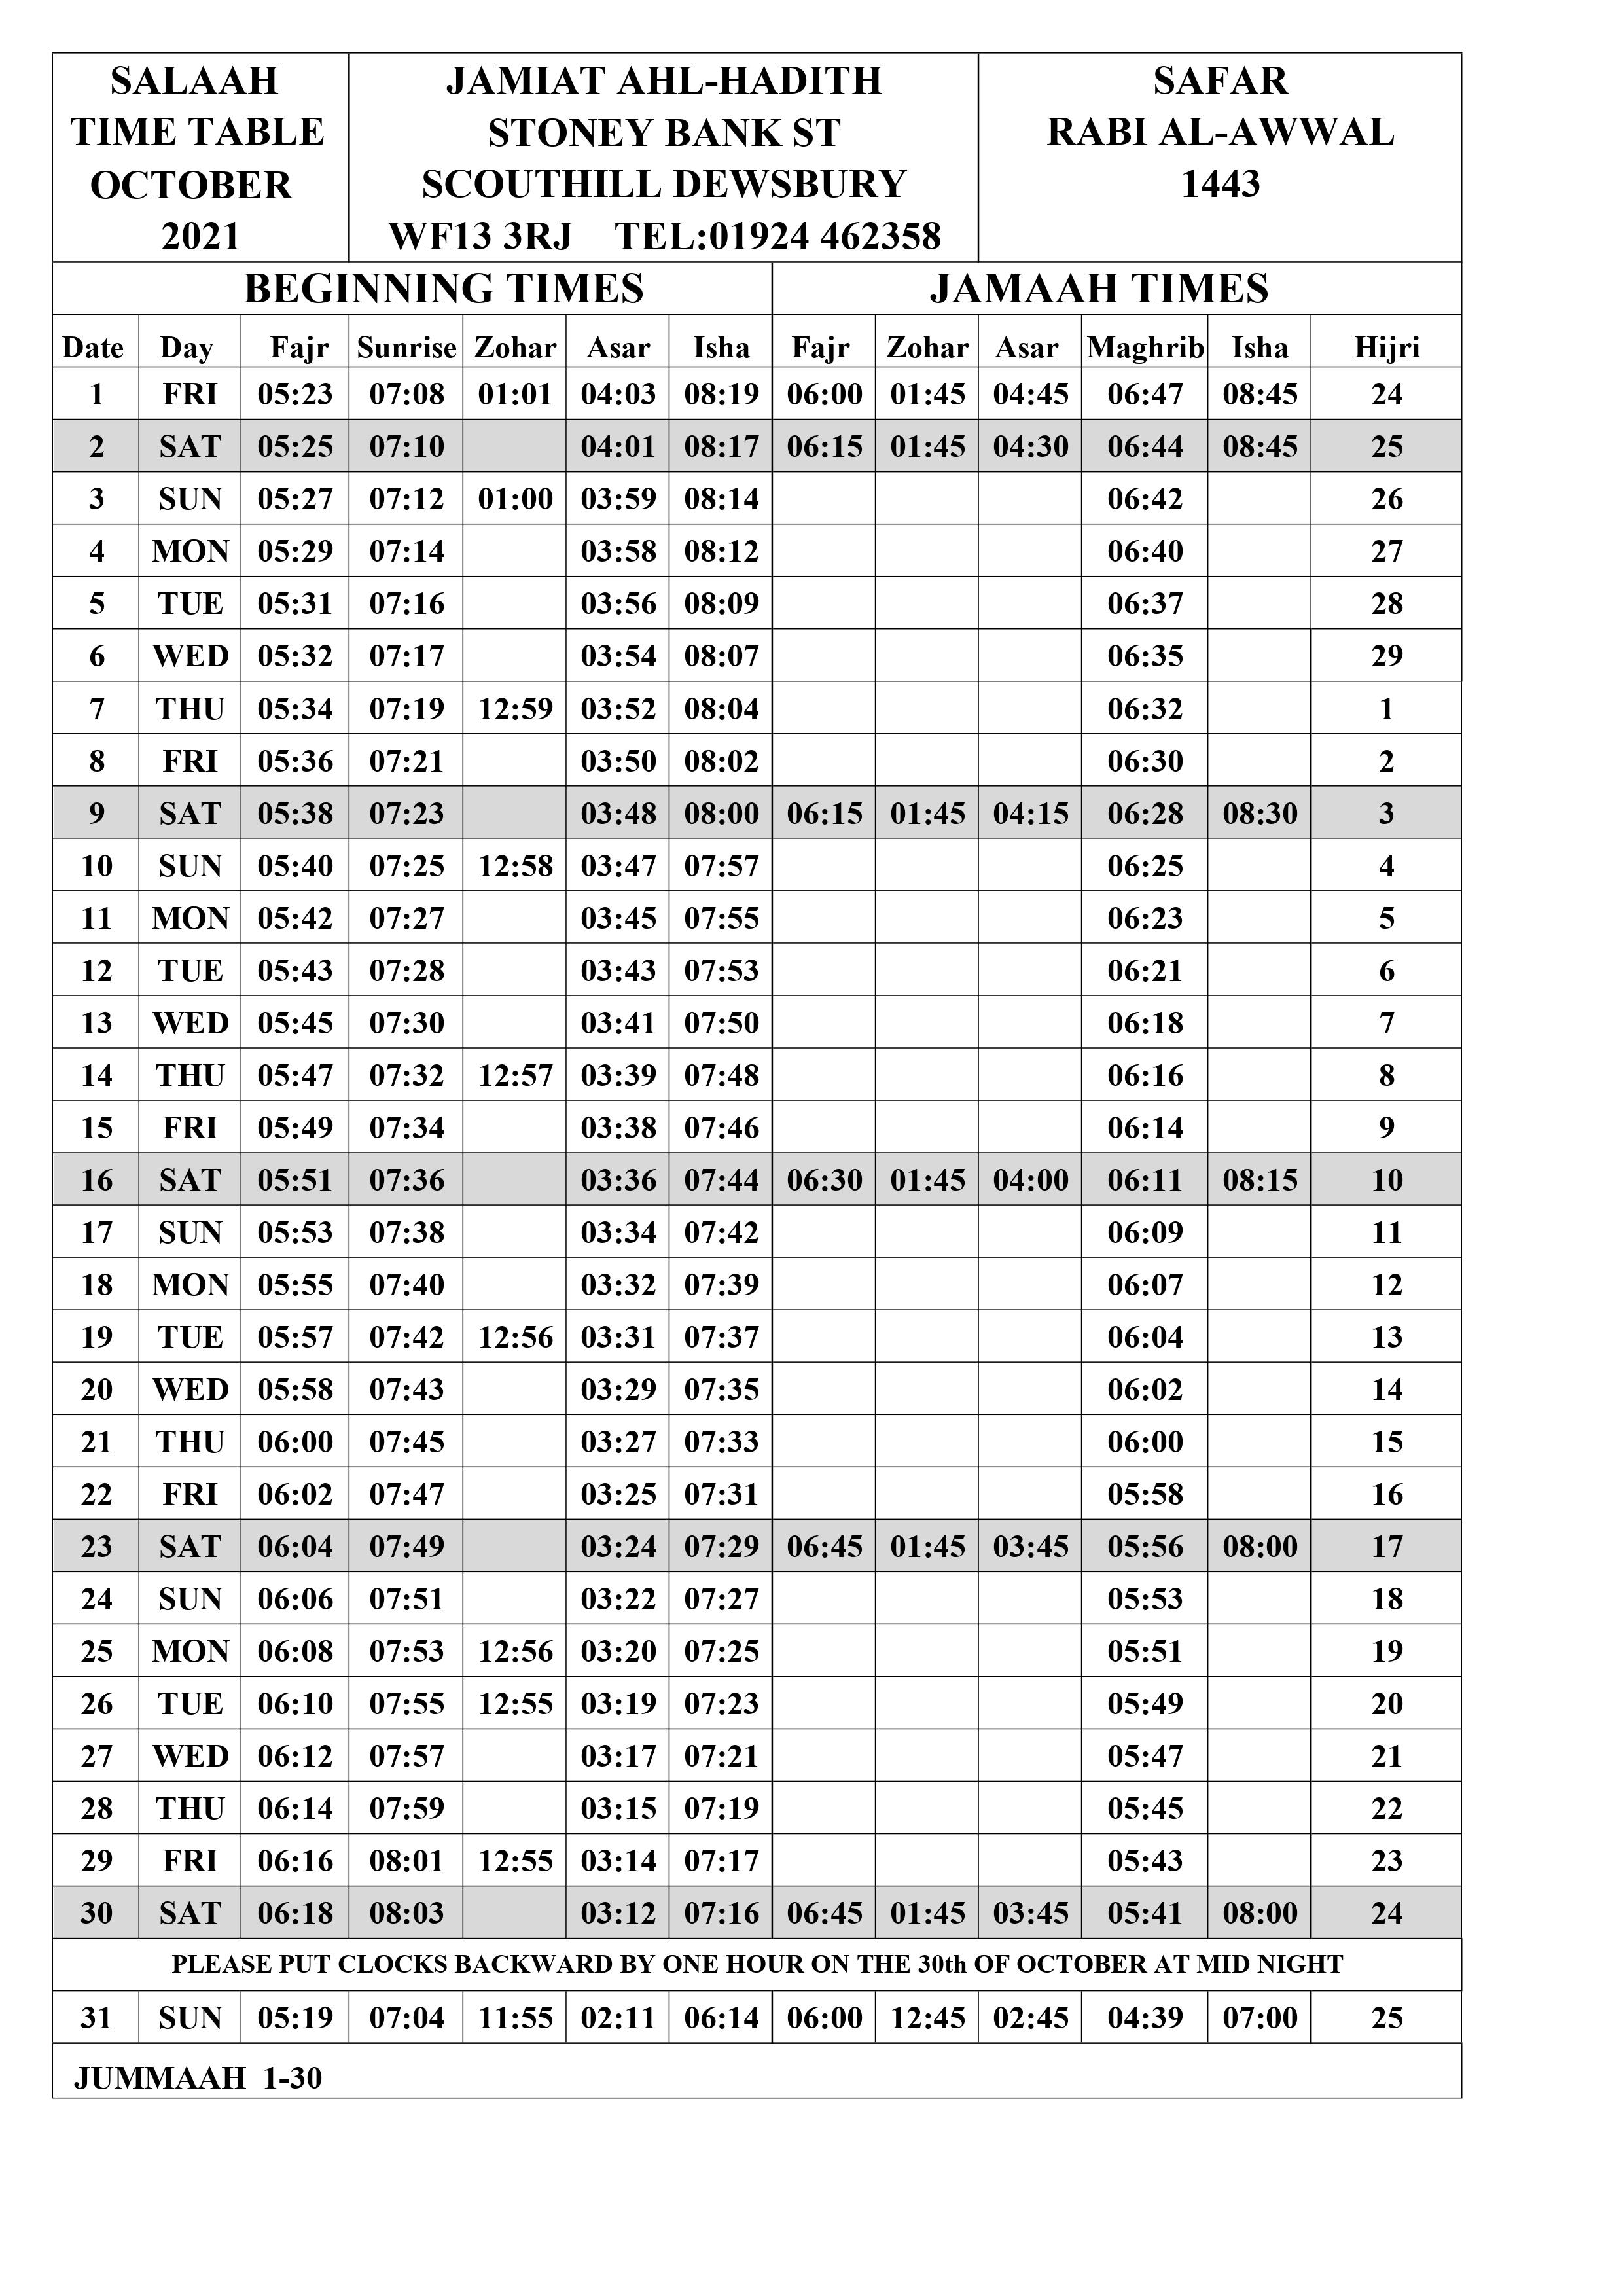 SALAAH
TIME TABLE
OCTOBER
2021
JAMIAT AHL-HADITH
STONEY BANK ST
SCOUTHILL DEWSBURY
WF13 3RJ TEL:01924 462358
SAFAR
RABI AL-AWWAL
1443
BEGINNING TIMES JAMAAH TIMES
Date Day Fajr Sunrise Zohar Asar Isha Fajr Zohar Asar Maghrib Isha Hijri
1 FRI 05:23 07:08 01:01 04:03 08:19 06:00 01:45 04:45 06:47 08:45 24
2 SAT 05:25 07:10 04:01 08:17 06:15 01:45 04:30 06:44 08:45 25
3 SUN 05:27 07:12 01:00 03:59 08:14 06:42 26
4 MON 05:29 07:14 03:58 08:12 06:40 27
5 TUE 05:31 07:16 03:56 08:09 06:37 28
6 WED 05:32 07:17 03:54 08:07 06:35 29
7 THU 05:34 07:19 12:59 03:52 08:04 06:32 1
8 FRI 05:36 07:21 03:50 08:02 06:30 2
9 SAT 05:38 07:23 03:48 08:00 06:15 01:45 04:15 06:28 08:30 3
10 SUN 05:40 07:25 12:58 03:47 07:57 06:25 4
11 MON 05:42 07:27 03:45 07:55 06:23 5
12 TUE 05:43 07:28 03:43 07:53 06:21 6
13 WED 05:45 07:30 03:41 07:50 06:18 7
14 THU 05:47 07:32 12:57 03:39 07:48 06:16 8
15 FRI 05:49 07:34 03:38 07:46 06:14 9
16 SAT 05:51 07:36 03:36 07:44 06:30 01:45 04:00 06:11 08:15 10
17 SUN 05:53 07:38 03:34 07:42 06:09 11
18 MON 05:55 07:40 03:32 07:39 06:07 12
19 TUE 05:57 07:42 12:56 03:31 07:37 06:04 13
20 WED 05:58 07:43 03:29 07:35 06:02 14
21 THU 06:00 07:45 03:27 07:33 06:00 15
22 FRI 06:02 07:47 03:25 07:31 05:58 16
23 SAT 06:04 07:49 03:24 07:29 06:45 01:45 03:45 05:56 08:00 17
24 SUN 06:06 07:51 03:22 07:27 05:53 18
25 MON 06:08 07:53 12:56 03:20 07:25 05:51 19
26 TUE 06:10 07:55 12:55 03:19 07:23 05:49 20
27 WED 06:12 07:57 03:17 07:21 05:47 21
28 THU 06:14 07:59 03:15 07:19 05:45 22
29 FRI 06:16 08:01 12:55 03:14 07:17 05:43 23
30 SAT 06:18 08:03 03:12 07:16 06:45 01:45 03:45 05:41 08:00 24
PLEASE PUT CLOCKS BACKWARD BY ONE HOUR ON THE 30th OF OCTOBER AT MID NIGHT
31 SUN 05:19 07:04 11:55 02:11 06:14 06:00 12:45 02:45 04:39 07:00 25
JUMMAAH 1-30